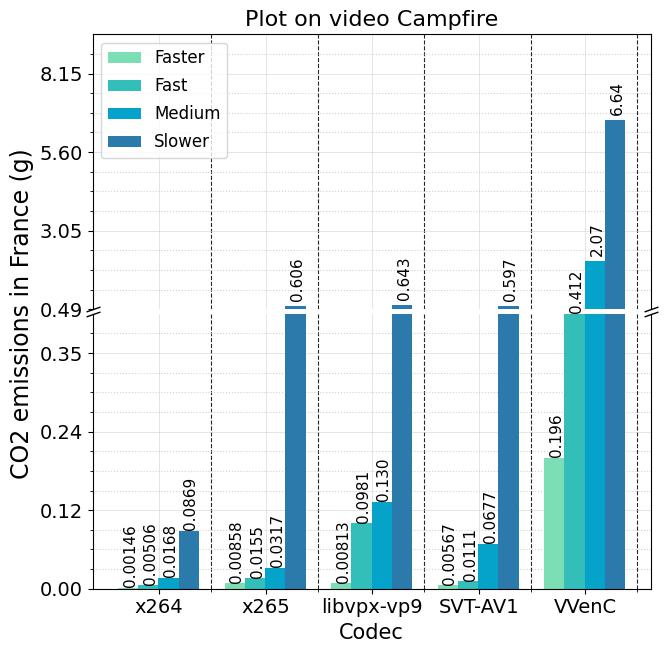 Plot on video Campfire
Faster
Fast
Medium
Slower
CO2 emissions in France (g)
8.15
5.60
3.05
0.49
0.35
0.24
0.12
0.00
0.00146
0.00506
0.0168
0.0869
0.00858
0.0155
0.0317
0.606
0.00813
0.0981
0.130
0.643
0.00567
0.0111
0.0677
0.597
0.196
0.412
2.07
6.64
x264
x265
libvpx-vp9
SVT-AV1
VVenC
Codec